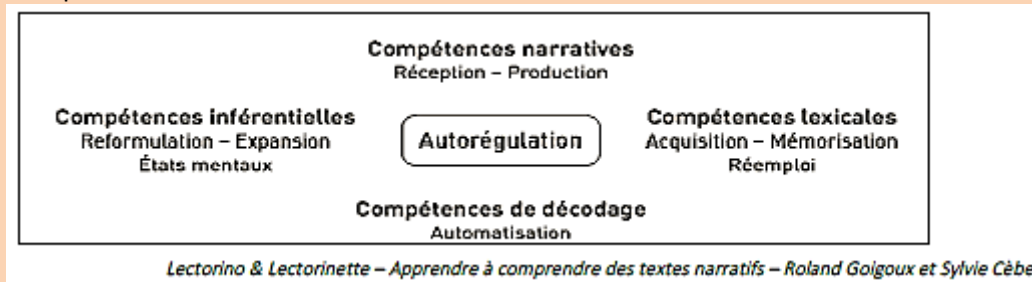 Compétences narratives
Réception – Production
Compétences inférentielles
Reformulation – Expansion
États mentaux
Autorégulation
Compétences lexicales
Acquisition – Mémorisation
Réemploi
Compétences de décodage
Automatisation
Lectorino & Lectorinette – Apprendre à comprendre des textes narratifs – Roland Goigoux et Sylvie Cèbe